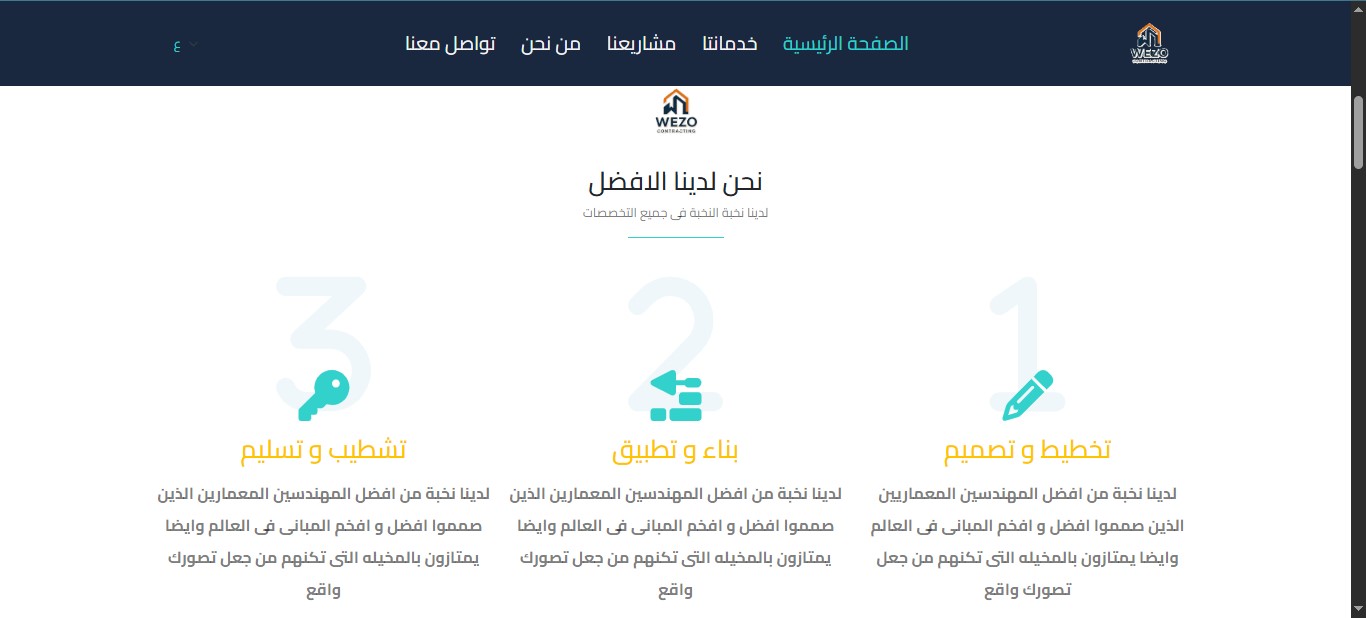 WEZO
الصفحة الرئيسية
خدماتنا
مشاريعنا
من نحن
تواصل معنا
ع
WEZO
CONTRACTING
نحن لدينا الافضل
لدينا نخبة النخبة فى جميع التخصصات
1
تخطيط و تصميم
لدينا نخبة من افضل المهندسين المعماريين
الذين صمموا افضل و افخم المبانى فى العالم
وايضا يمتازون بالمخيله التى تكنهم من جعل
تصورك واقع
2
بناء و تطبيق
لدينا نخبة من افضل المهندسين المعمارين الذين
صمموا افضل و افخم المبانى فى العالم وايضا
يمتازون بالمخيله التى تكنهم من جعل تصورك
واقع
3
تشطيب و تسليم
لدينا نخبة من افضل المهندسين المعمارين الذين
صمموا افضل و افخم المبانى فى العالم وايضا
يمتازون بالمخيله التى تكنهم من جعل تصورك
واقع